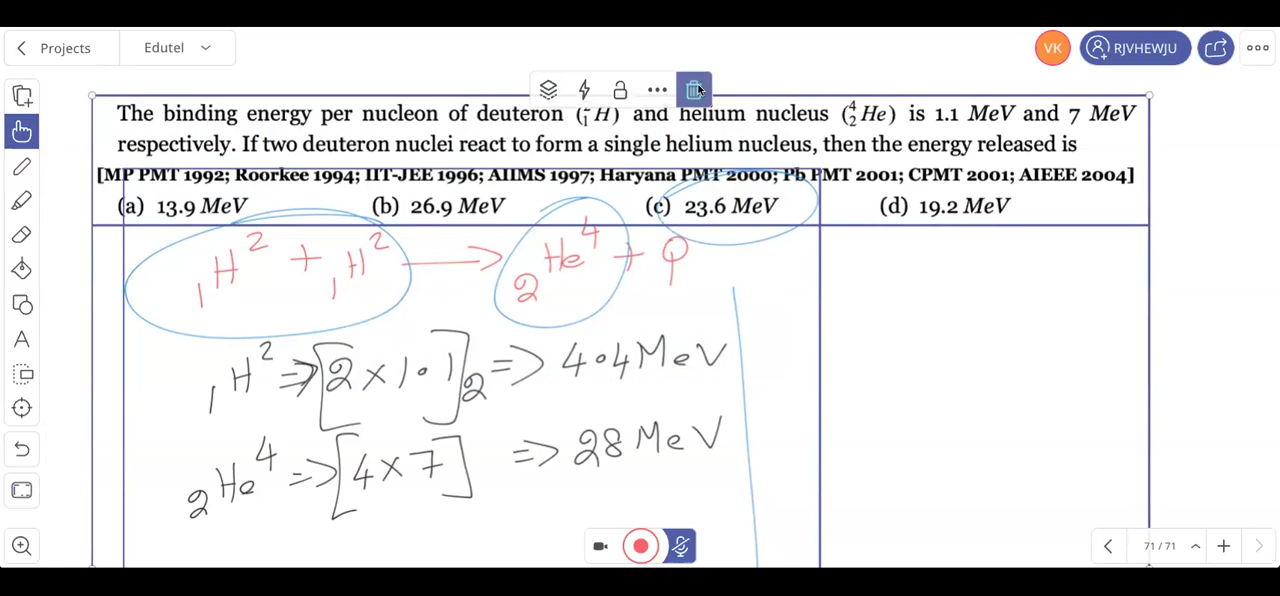 Projects
Edutel
VK
RJVHEWJU
The binding energy per nucleon of deuteron (²₁H) and helium nucleus (⁴₂He) is 1.1 MeV and 7 MeV
respectively. If two deuteron nuclei react to form a single helium nucleus, then the energy released is
[MP PMT 1992; Roorkee 1994; IIT-JEE 1996; AIIMS 1997; Haryana PMT 2000; Pb PMT 2001; CPMT 2001; AIEEE 2004]
(a) 13.9 MeV (b) 26.9 MeV (c) 23.6 MeV (d) 19.2 MeV
₁H² + ₁H² → ₂He⁴ + Q
₁H² => [2 × 1.1]2 => 4.4 MeV
₂He⁴ => [4 × 7] => 28 MeV
71 / 71